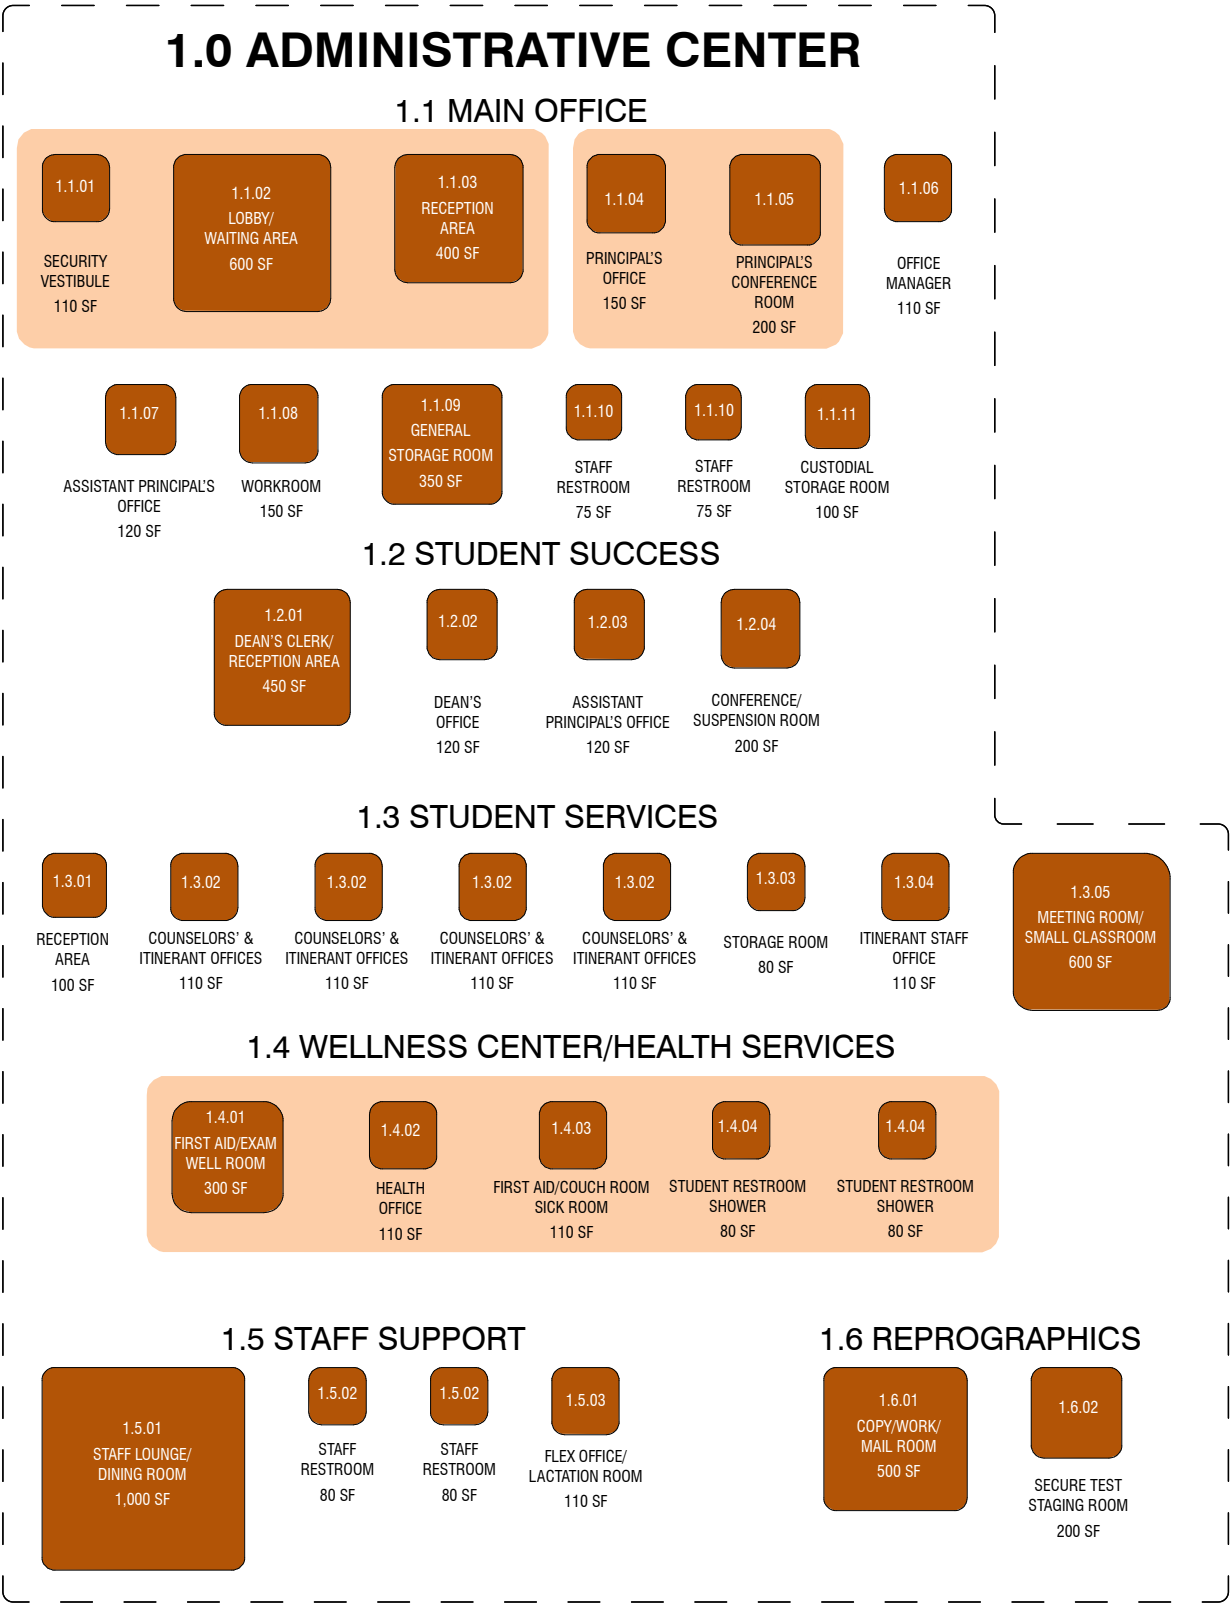 1.0 ADMINISTRATIVE CENTER
1.1 MAIN OFFICE
1.1.01
SECURITY
VESTIBULE
110 SF
1.1.02
LOBBY/
WAITING AREA
600 SF
1.1.03
RECEPTION
AREA
400 SF
1.1.04
PRINCIPAL'S
OFFICE
150 SF
1.1.05
PRINCIPAL'S
CONFERENCE
ROOM
200 SF
1.1.06
OFFICE
MANAGER
110 SF
1.1.07
ASSISTANT PRINCIPAL'S
OFFICE
120 SF
1.1.08
WORKROOM
150 SF
1.1.09
GENERAL
STORAGE ROOM
350 SF
1.1.10
STAFF
RESTROOM
75 SF
1.1.10
STAFF
RESTROOM
75 SF
1.1.11
CUSTODIAL
STORAGE ROOM
100 SF
1.2 STUDENT SUCCESS
1.2.01
DEAN'S CLERK/
RECEPTION AREA
450 SF
1.2.02
DEAN'S
OFFICE
120 SF
1.2.03
ASSISTANT
PRINCIPAL'S OFFICE
120 SF
1.2.04
CONFERENCE/
SUSPENSION ROOM
200 SF
1.3 STUDENT SERVICES
1.3.01
RECEPTION
AREA
100 SF
1.3.02
COUNSELORS' &
ITINERANT OFFICES
110 SF
1.3.02
COUNSELORS' &
ITINERANT OFFICES
110 SF
1.3.02
COUNSELORS' &
ITINERANT OFFICES
110 SF
1.3.02
COUNSELORS' &
ITINERANT OFFICES
110 SF
1.3.03
STORAGE ROOM
80 SF
1.3.04
ITINERANT STAFF
OFFICE
110 SF
1.3.05
MEETING ROOM/
SMALL CLASSROOM
600 SF
1.4 WELLNESS CENTER/HEALTH SERVICES
1.4.01
FIRST AID/EXAM
WELL ROOM
300 SF
1.4.02
HEALTH
OFFICE
110 SF
1.4.03
FIRST AID/COUCH ROOM
SICK ROOM
110 SF
1.4.04
STUDENT RESTROOM
SHOWER
80 SF
1.4.04
STUDENT RESTROOM
SHOWER
80 SF
1.5 STAFF SUPPORT
1.5.01
STAFF LOUNGE/
DINING ROOM
1,000 SF
1.5.02
STAFF
RESTROOM
80 SF
1.5.02
STAFF
RESTROOM
80 SF
1.5.03
FLEX OFFICE/
LACTATION ROOM
110 SF
1.6 REPROGRAPHICS
1.6.01
COPY/WORK/
MAIL ROOM
500 SF
1.6.02
SECURE TEST
STAGING ROOM
200 SF